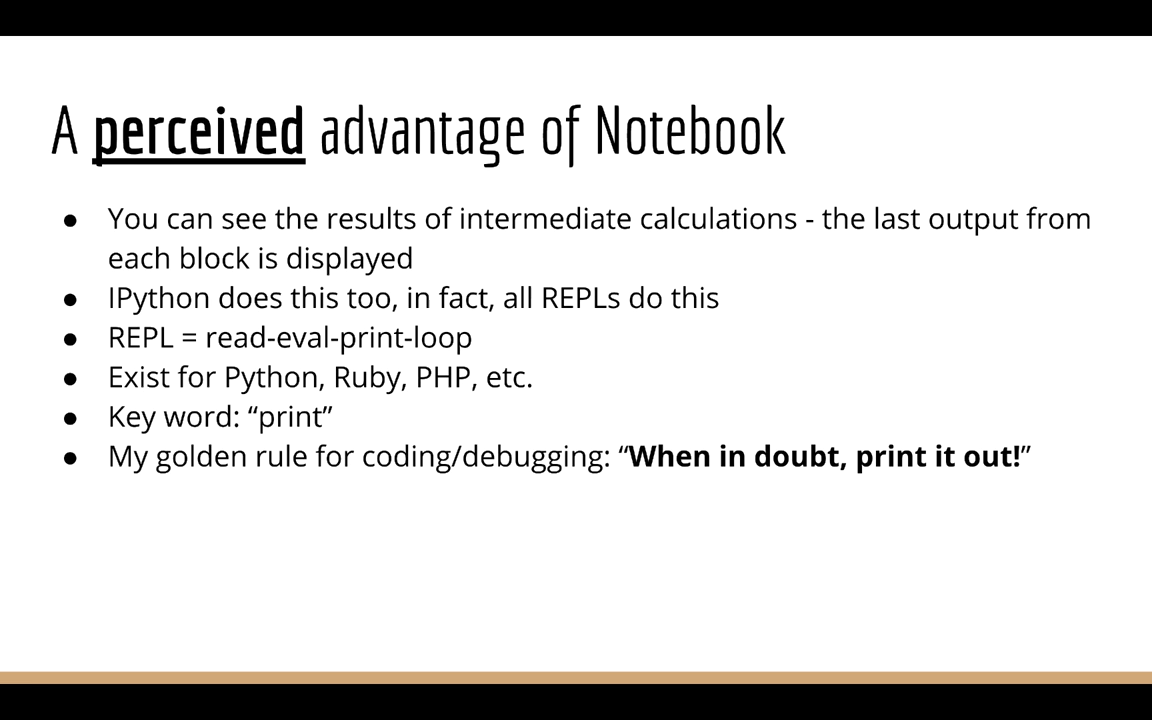 A perceived advantage of Notebook
● You can see the results of intermediate calculations - the last output from
each block is displayed
● IPython does this too, in fact, all REPLs do this
● REPL = read-eval-print-loop
● Exist for Python, Ruby, PHP, etc.
● Key word: “print”
● My golden rule for coding/debugging: “When in doubt, print it out!”